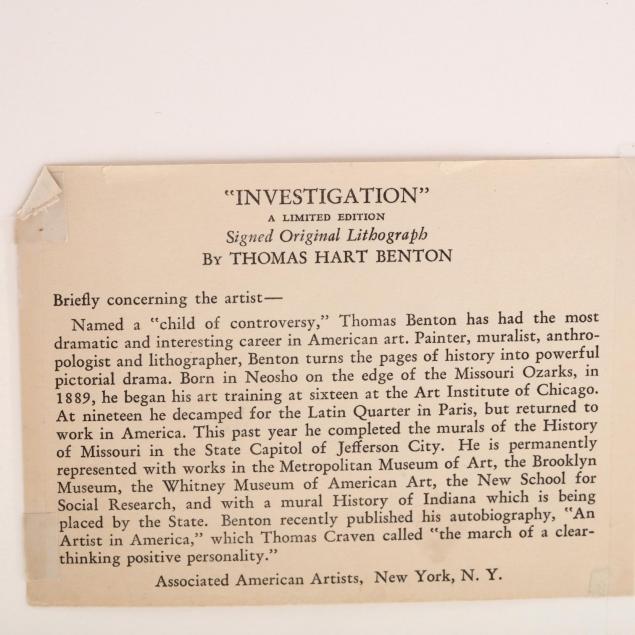 "INVESTIGATION"
A LIMITED EDITION
Signed Original Lithograph
By THOMAS HART BENTON
Briefly concerning the artist—
Named a "child of controversy," Thomas Benton has had the most
dramatic and interesting career in American art. Painter, muralist, anthro-
pologist and lithographer, Benton turns the pages of history into powerful
pictorial drama. Born in Neosho on the edge of the Missouri Ozarks, in
1889, he began his art training at sixteen at the Art Institute of Chicago.
At nineteen he decamped for the Latin Quarter in Paris, but returned to
work in America. This past year he completed the murals of the History
of Missouri in the State Capitol of Jefferson City. He is permanently
represented with works in the Metropolitan Museum of Art, the Brooklyn
Museum, the Whitney Museum of American Art, the New School for
Social Research, and with a mural History of Indiana which is being
placed by the State. Benton recently published his autobiography, "An
Artist in America," which Thomas Craven called "the march of a clear-
thinking positive personality."
Associated American Artists, New York, N. Y.